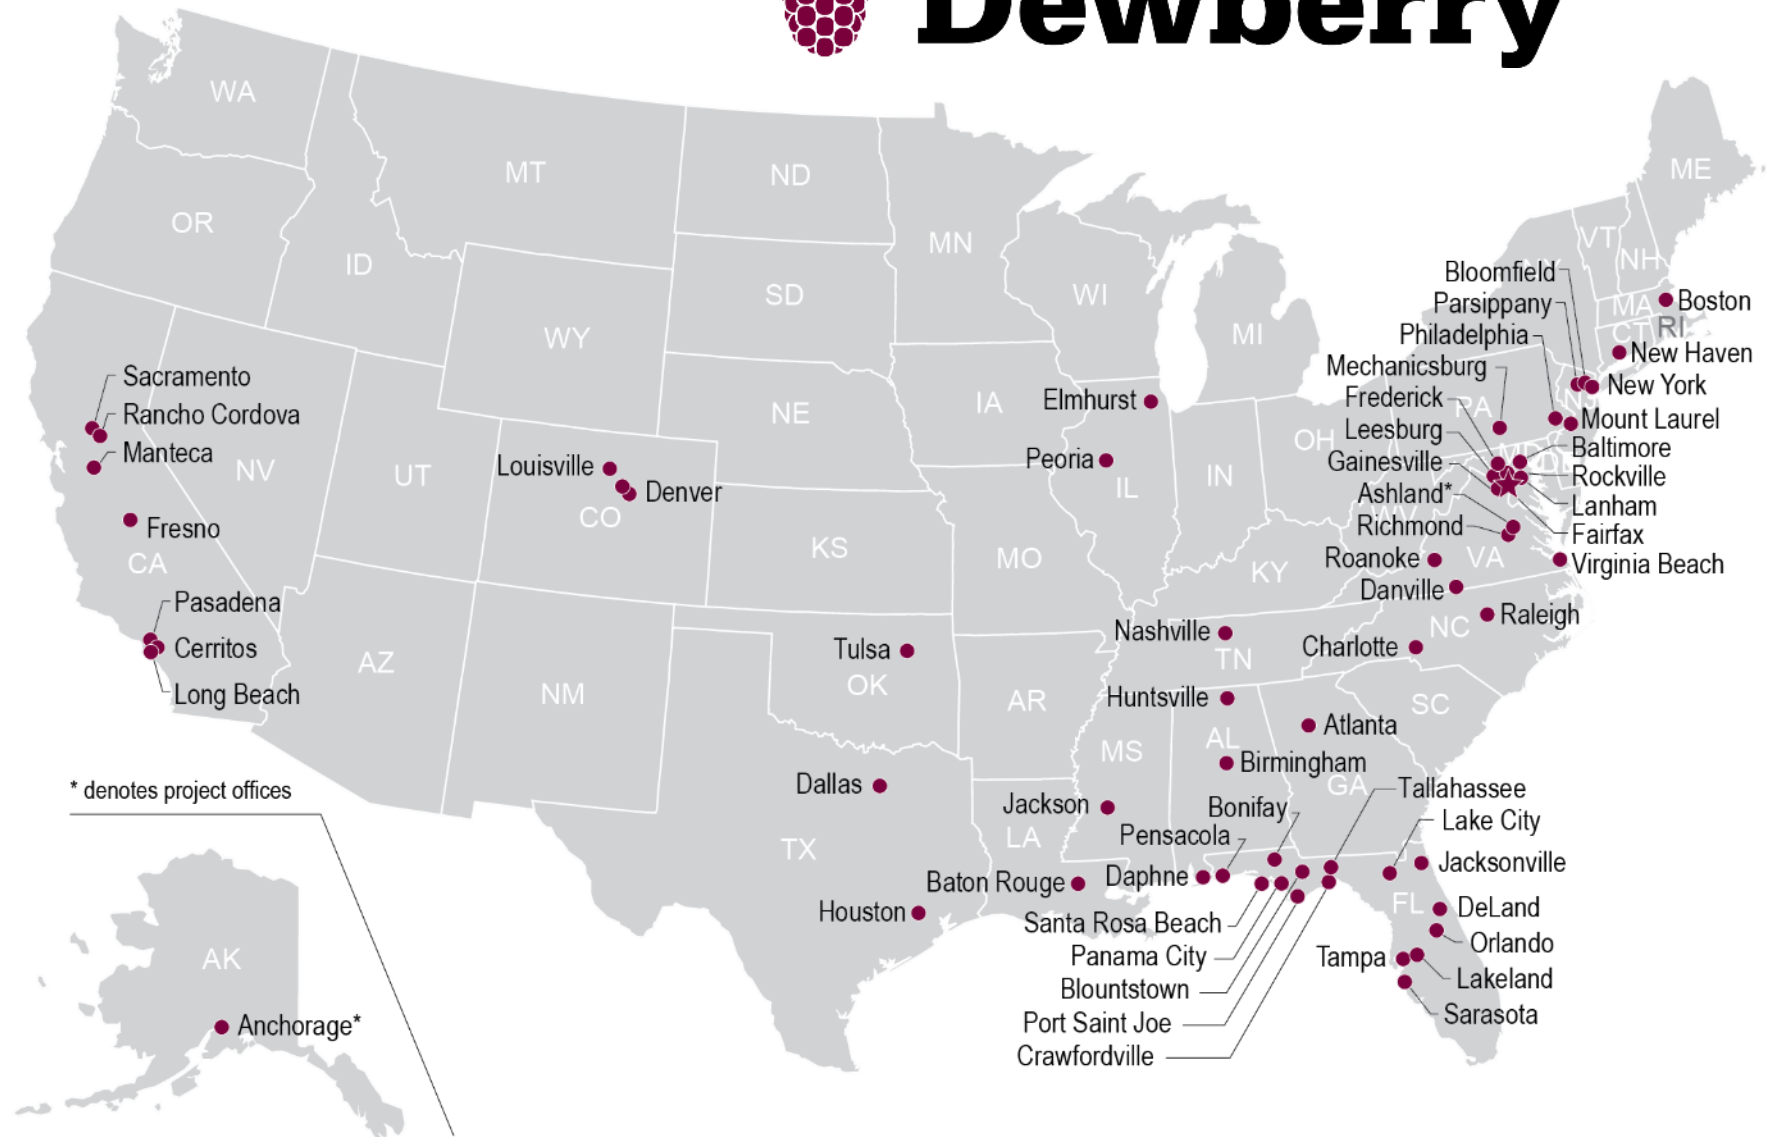 Dewberry
WA
MT
ND
MN
OR
ID
SD
WI
MI
WY
NY
VT
NH
ME
MA
CT
RI
Bloomfield
Parsippany
Philadelphia
Mechanicsburg
Frederick
Leesburg
Gainesville
Ashland*
Richmond
Roanoke
Danville
Boston
New Haven
New York
NJ
Mount Laurel
Baltimore
Rockville
Lanham
Fairfax
Virginia Beach
PA
MD
DE
WV
VA
Sacramento
Rancho Cordova
Manteca
Fresno
CA
NV
UT
Louisville
Denver
CO
NE
IA
Elmhurst
Peoria
IL
IN
OH
KS
MO
KY
Pasadena
Cerritos
Long Beach
AZ
NM
Tulsa
OK
AR
Nashville
TN
Charlotte
NC
Raleigh
Huntsville
AL
Birmingham
Atlanta
GA
SC
MS
Dallas
TX
Jackson
LA
Baton Rouge
Houston
Bonifay
Pensacola
Daphne
Santa Rosa Beach
Panama City
Blountstown
Port Saint Joe
Crawfordville
Tallahassee
Lake City
Jacksonville
FL
DeLand
Orlando
Tampa
Lakeland
Sarasota
* denotes project offices
AK
Anchorage*